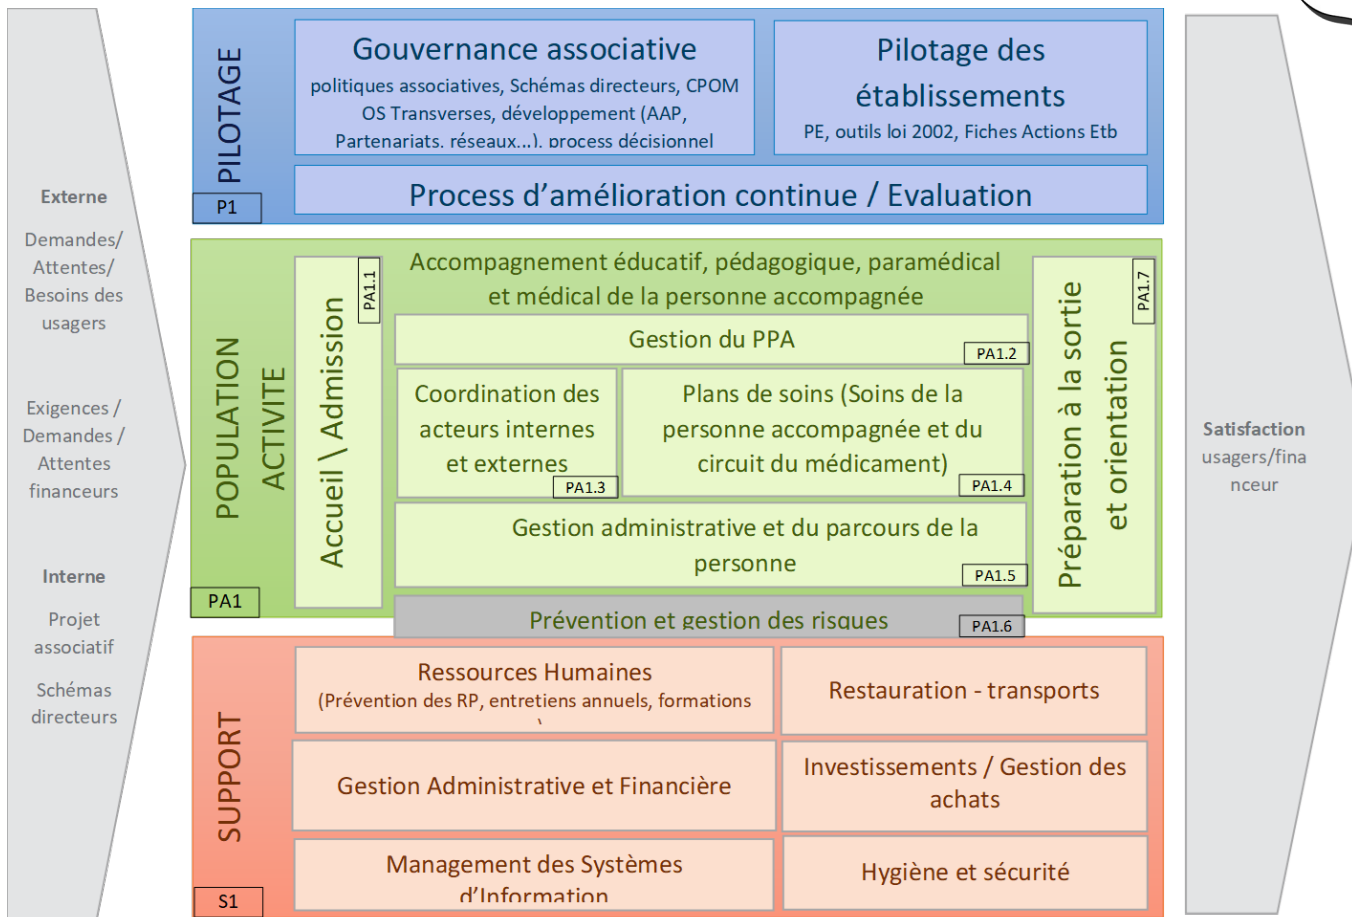 Externe
Demandes/
Attentes/
Besoins des
usagers
Exigences /
Demandes /
Attentes
financeurs
Interne
Projet
associatif
Schémas
directeurs
PILOTAGE
P1
Gouvernance associative
politiques associatives, Schémas directeurs, CPOM
OS Transverses, développement (AAP,
Partenariats, réseaux...), process décisionnel
Pilotage des
établissements
PE, outils loi 2002, Fiches Actions Etb
Process d’amélioration continue / Evaluation
POPULATION
ACTIVITE
PA1
Accueil \ Admission
PA1.1
Accompagnement éducatif, pédagogique, paramédical
et médical de la personne accompagnée
Gestion du PPA
PA1.2
Coordination des
acteurs internes
et externes
PA1.3
Plans de soins (Soins de la
personne accompagnée et du
circuit du médicament)
PA1.4
Gestion administrative et du parcours de la
personne
PA1.5
Prévention et gestion des risques
PA1.6
Préparation à la sortie
et orientation
PA1.7
SUPPORT
S1
Ressources Humaines
(Prévention des RP, entretiens annuels, formations
Restauration - transports
Gestion Administrative et Financière
Investissements / Gestion des
achats
Management des Systèmes
d’Information
Hygiène et sécurité
Satisfaction
usagers/fina
nceur